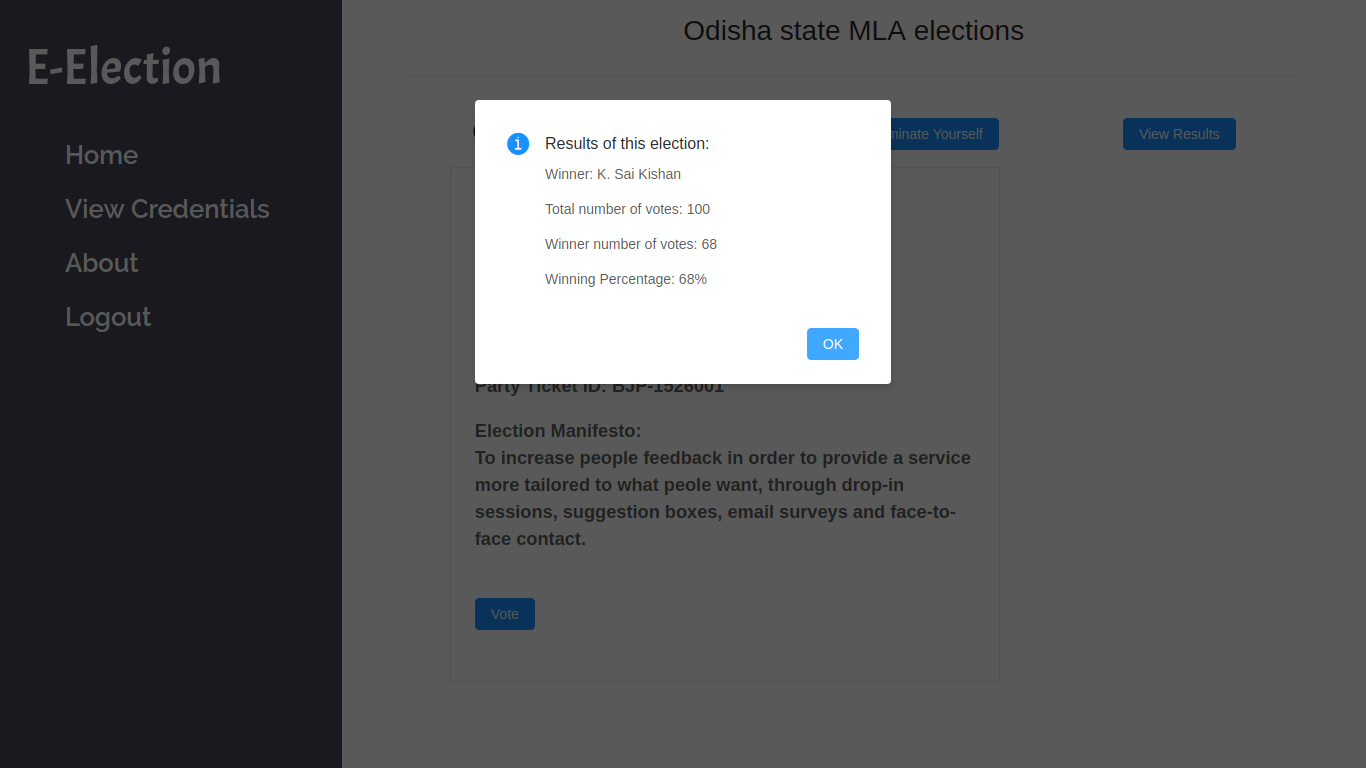 E-Election
Home
View Credentials
About
Logout
Odisha state MLA elections
View Results
Results of this election:
Winner: K. Sai Kishan
Total number of votes: 100
Winner number of votes: 68
Winning Percentage: 68%
OK
Yourself
Party Ticket ID: BJP-1526001
Election Manifesto:
To increase people feedback in order to provide a service
more tailored to what peole want, through drop-in
sessions, suggestion boxes, email surveys and face-to-
face contact.
Vote